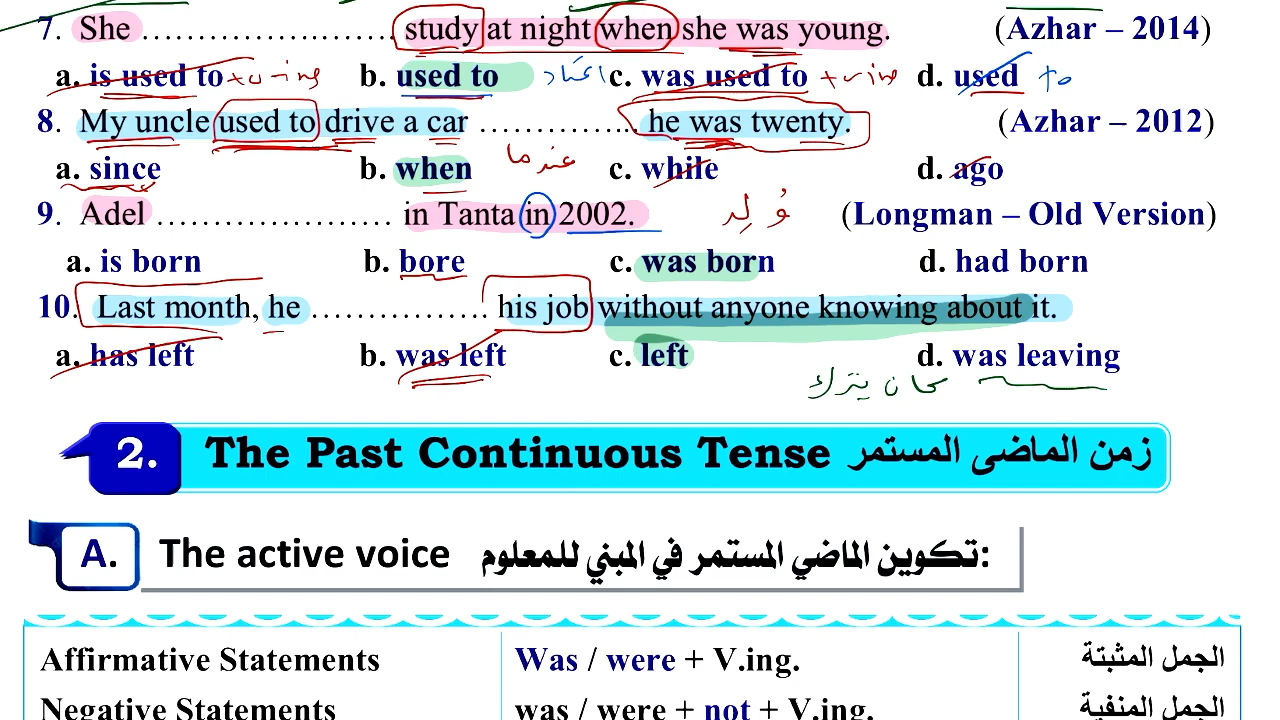 7. She …………………… study at night when she was young. (Azhar – 2014)
a. is used to + v-ing b. used to اعتاد c. was used to + v-ing d. used to
8. My uncle used to drive a car ………….. he was twenty. (Azhar – 2012)
a. since b. when عندما c. while d. ago
9. Adel ………………… in Tanta in 2002. وُلِد (Longman – Old Version)
a. is born b. bore c. was born d. had born
10. Last month, he ……………. his job without anyone knowing about it.
a. has left b. was left c. left d. was leaving
كان يترك
2. The Past Continuous Tense زمن الماضى المستمر
A. The active voice تكوين الماضي المستمر في المبني للمعلوم:
Affirmative Statements Was / were + V.ing. الجمل المثبتة
Negative Statements was / were + not + V.ing. الجمل المنفية